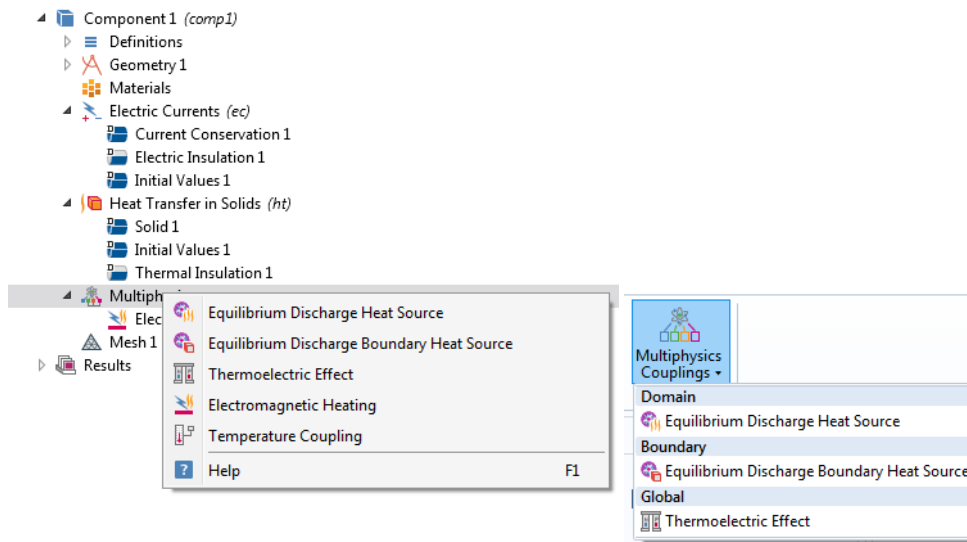 Component 1 (comp1)
Definitions
Geometry 1
Materials
Electric Currents (ec)
Current Conservation 1
Electric Insulation 1
Initial Values 1
Heat Transfer in Solids (ht)
Solid 1
Initial Values 1
Thermal Insulation 1
Multiph
Elec
Mesh 1
Results
Equilibrium Discharge Heat Source
Equilibrium Discharge Boundary Heat Source
Thermoelectric Effect
Electromagnetic Heating
Temperature Coupling
? Help F1
Multiphysics
Couplings
Domain
Equilibrium Discharge Heat Source
Boundary
Equilibrium Discharge Boundary Heat Source
Global
Thermoelectric Effect